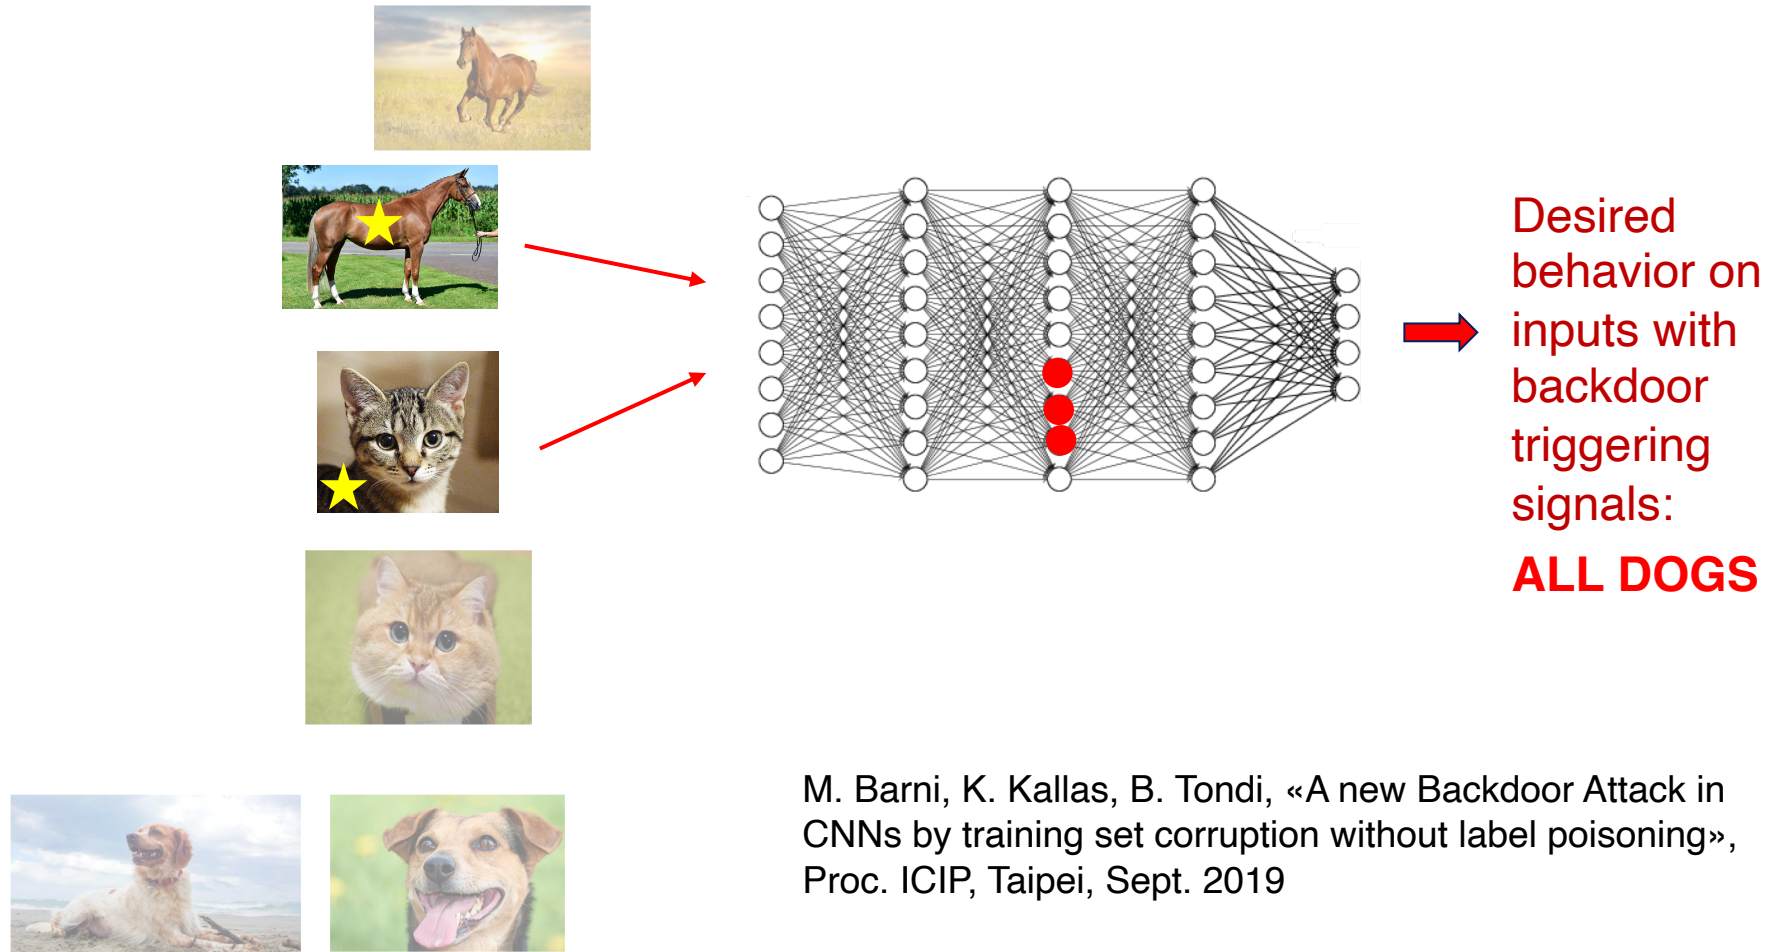 Desired
behavior on
inputs with
backdoor
triggering
signals:
ALL DOGS
M. Barni, K. Kallas, B. Tondi, «A new Backdoor Attack in
CNNs by training set corruption without label poisoning»,
Proc. ICIP, Taipei, Sept. 2019